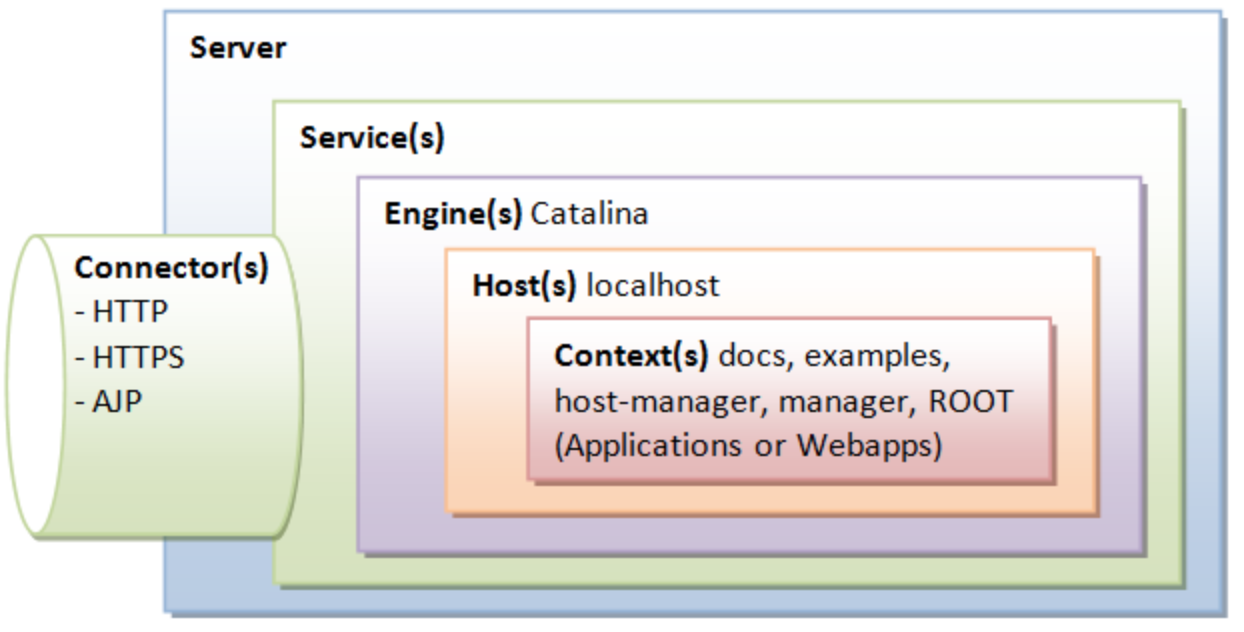 Server
Service(s)
Engine(s) Catalina
Connector(s)
- HTTP
- HTTPS
- AJP
Host(s) localhost
Context(s) docs, examples,
host-manager, manager, ROOT
(Applications or Webapps)